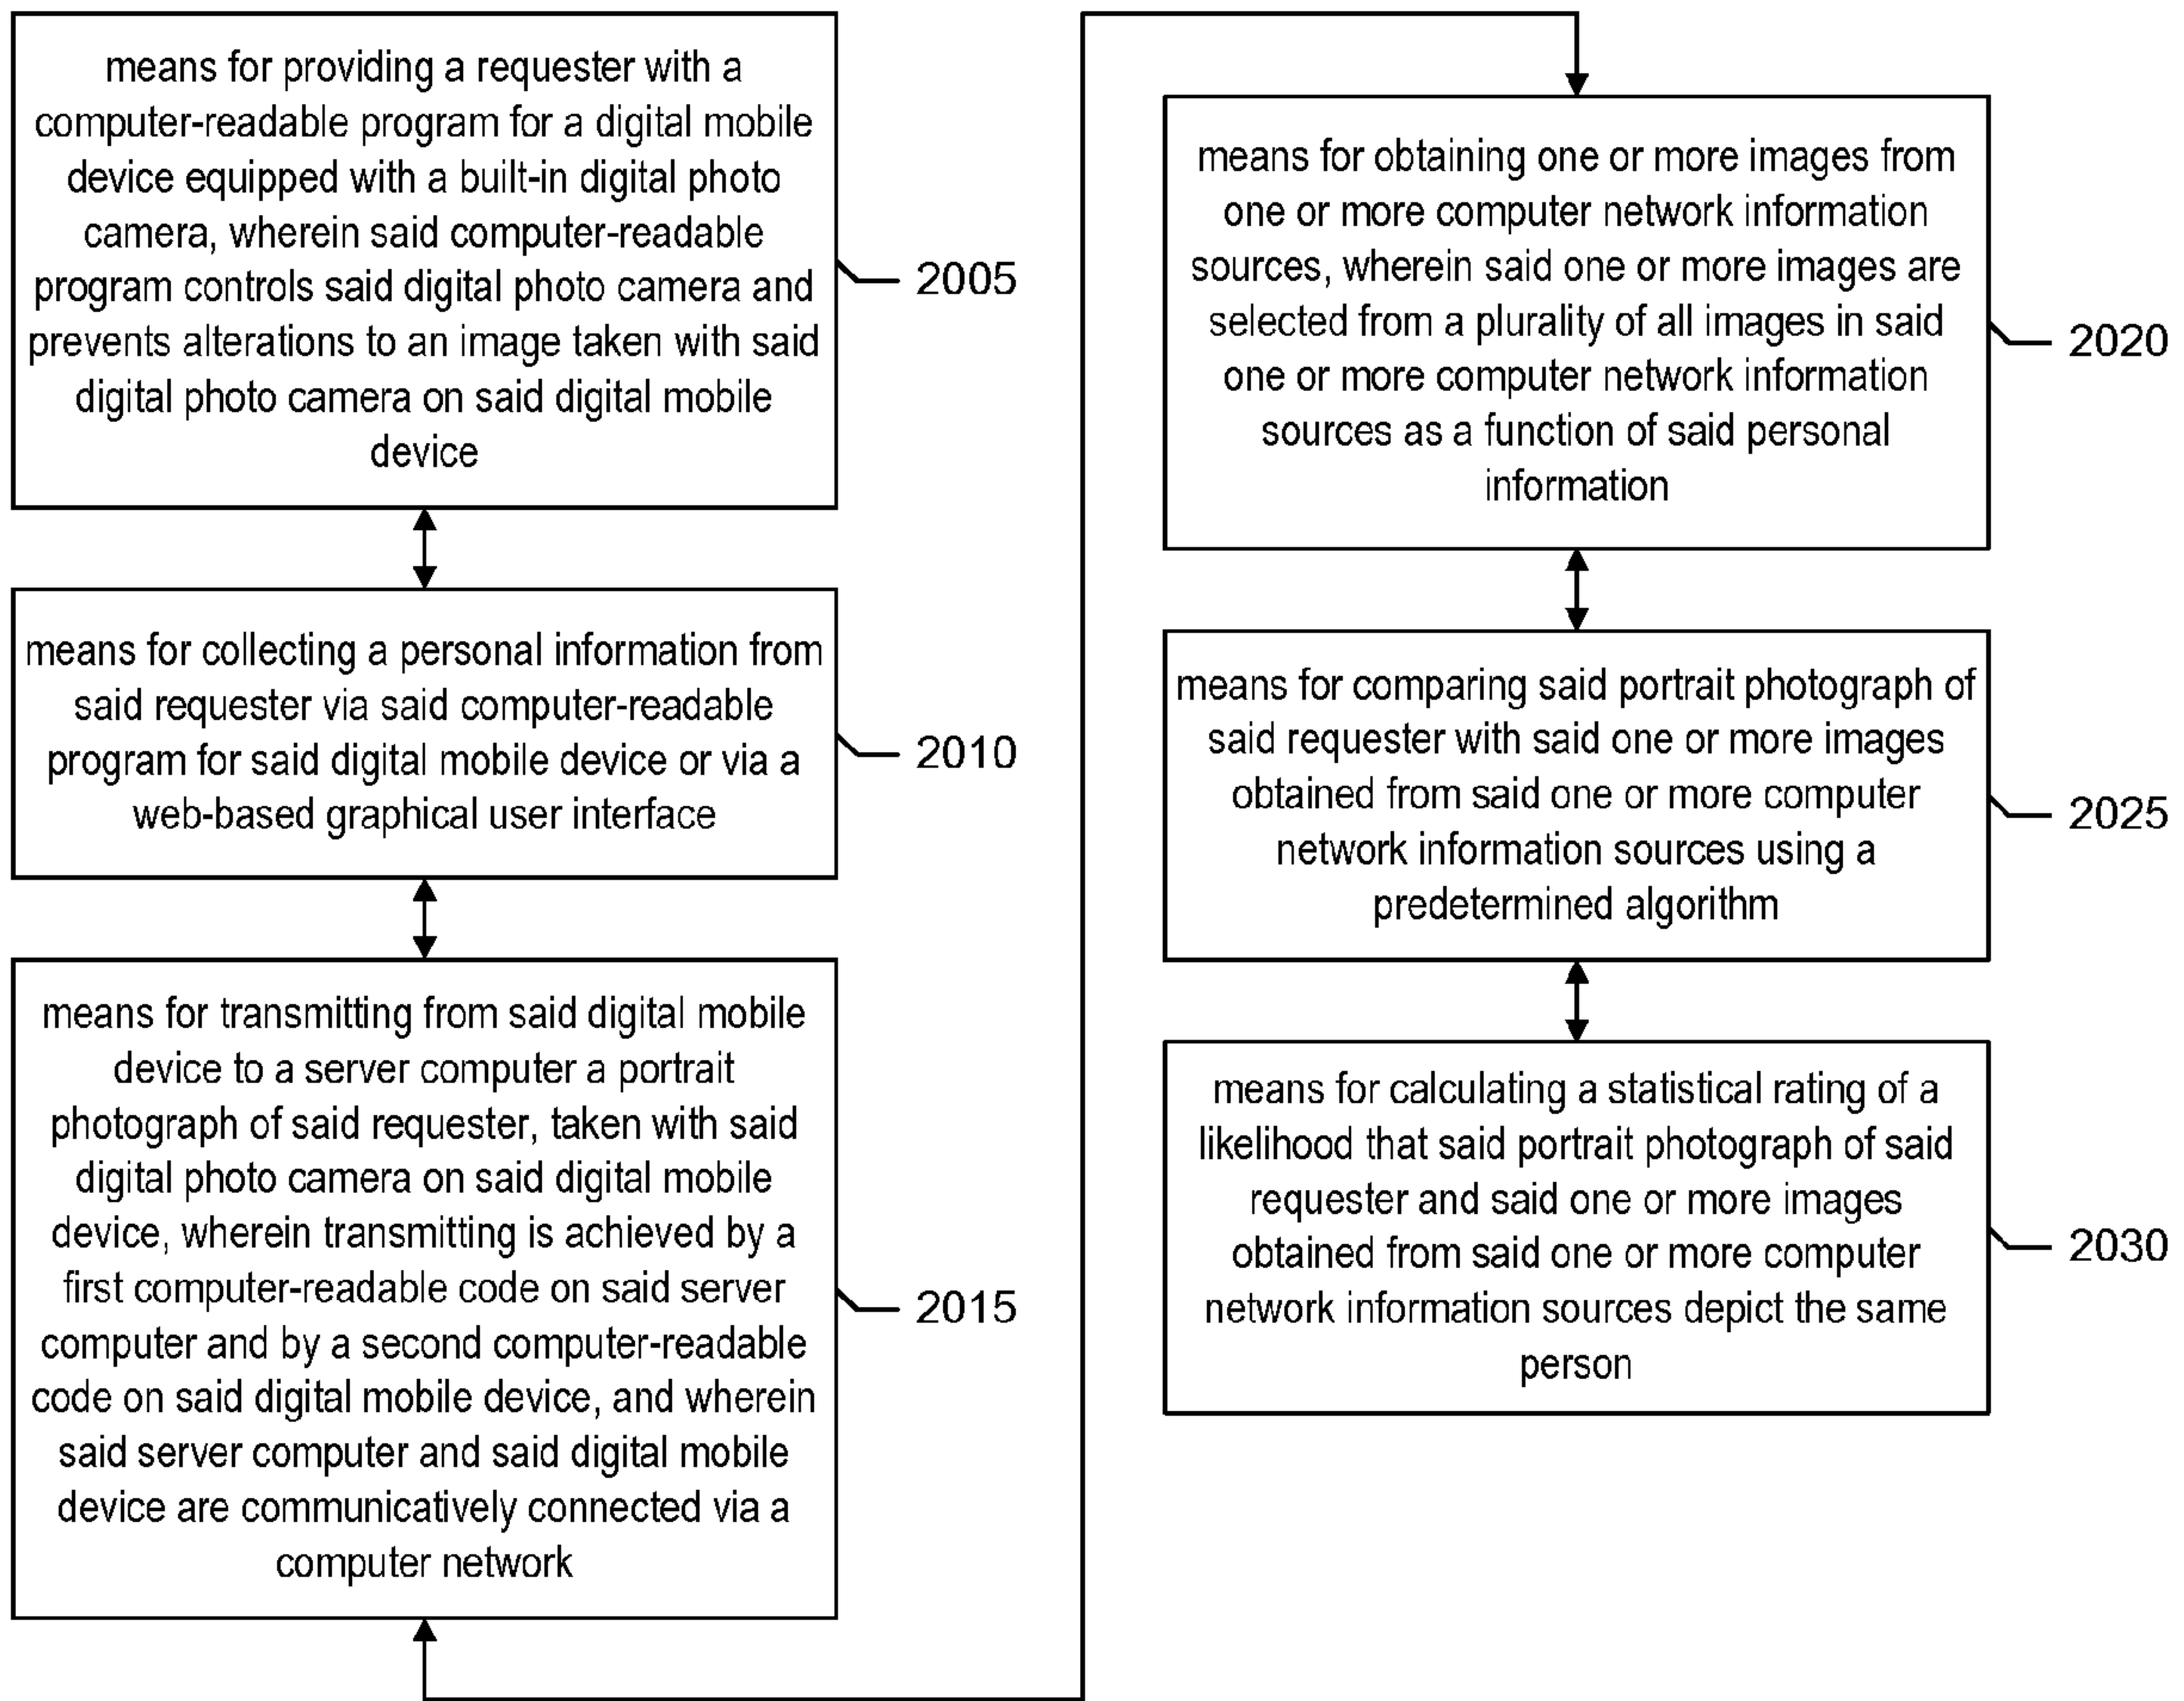 means for providing a requester with a
computer-readable program for a digital mobile
device equipped with a built-in digital photo
camera, wherein said computer-readable
program controls said digital photo camera and
prevents alterations to an image taken with said
digital photo camera on said digital mobile
device
2005
means for collecting a personal information from
said requester via said computer-readable
program for said digital mobile device or via a
web-based graphical user interface
2010
means for transmitting from said digital mobile
device to a server computer a portrait
photograph of said requester, taken with said
digital photo camera on said digital mobile
device, wherein transmitting is achieved by a
first computer-readable code on said server
computer and by a second computer-readable
code on said digital mobile device, and wherein
said server computer and said digital mobile
device are communicatively connected via a
computer network
2015
means for obtaining one or more images from
one or more computer network information
sources, wherein said one or more images are
selected from a plurality of all images in said
one or more computer network information
sources as a function of said personal
information
2020
means for comparing said portrait photograph of
said requester with said one or more images
obtained from said one or more computer
network information sources using a
predetermined algorithm
2025
means for calculating a statistical rating of a
likelihood that said portrait photograph of said
requester and said one or more images
obtained from said one or more computer
network information sources depict the same
person
2030